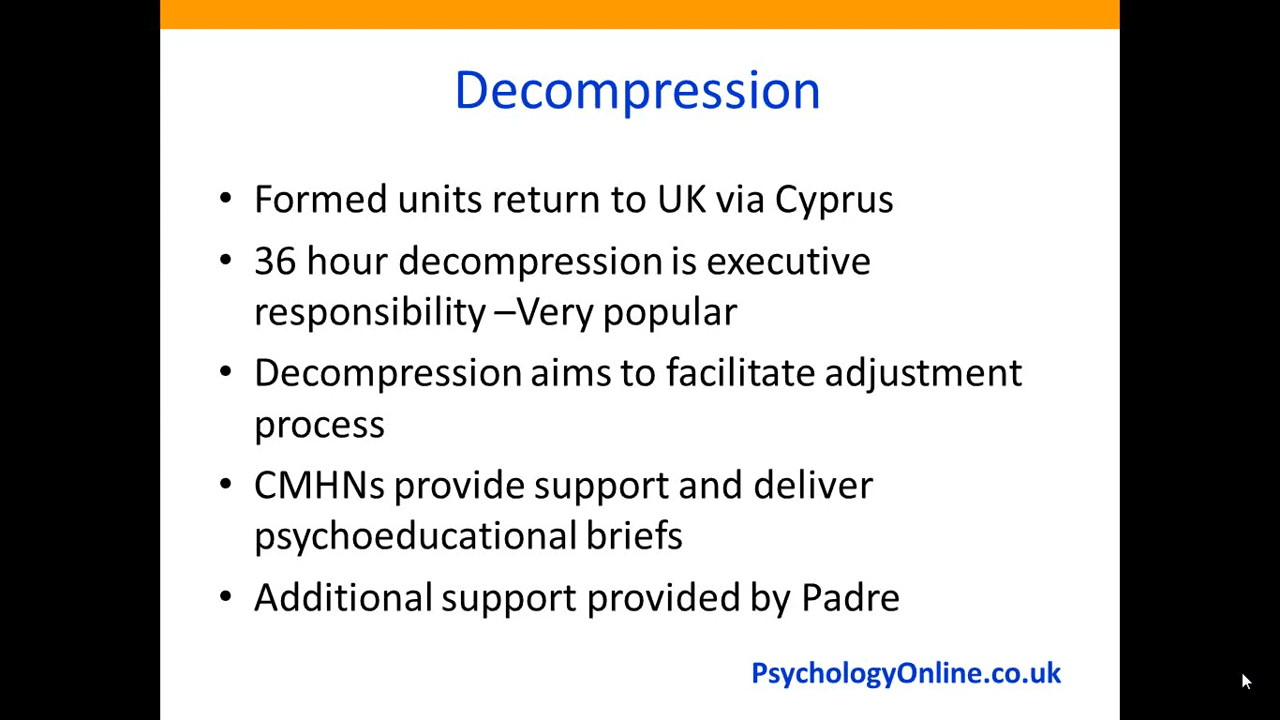 Decompression
• Formed units return to UK via Cyprus
• 36 hour decompression is executive
responsibility –Very popular
• Decompression aims to facilitate adjustment
process
• CMHNs provide support and deliver
psychoeducational briefs
• Additional support provided by Padre
PsychologyOnline.co.uk